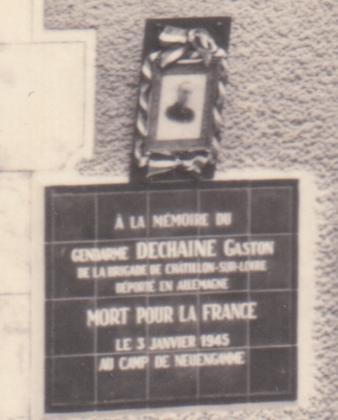 À LA MÉMOIRE DU
GENDARME DECHAINE GASTON
DE LA BRIGADE DE CHÂTILLON-SUR-LOIRE
DÉPORTÉ EN ALLEMAGNE
MORT POUR LA FRANCE
LE 3 JANVIER 1945
AU CAMP DE NEUENGAMME